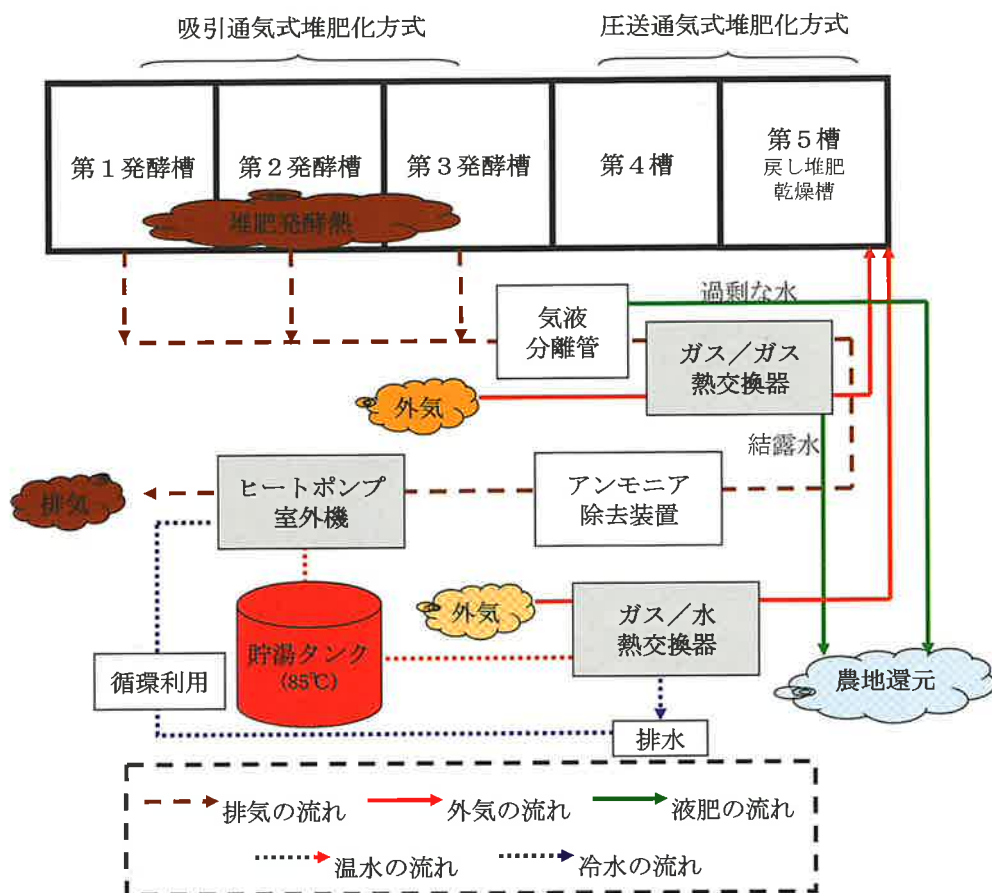 吸引通気式堆肥化方式
圧送通気式堆肥化方式
第1発酵槽
第2発酵槽
第3発酵槽
第4槽
第5槽
戻し堆肥
乾燥槽
堆肥発酵熱
過剰な水
気液
分離管
ガス／ガス
熱交換器
外気
結露水
排気
ヒートポンプ
室外機
アンモニア
除去装置
外気
ガス／水
熱交換器
貯湯タンク
(85℃)
循環利用
農地還元
排水
排気の流れ
外気の流れ
液肥の流れ
温水の流れ
冷水の流れ